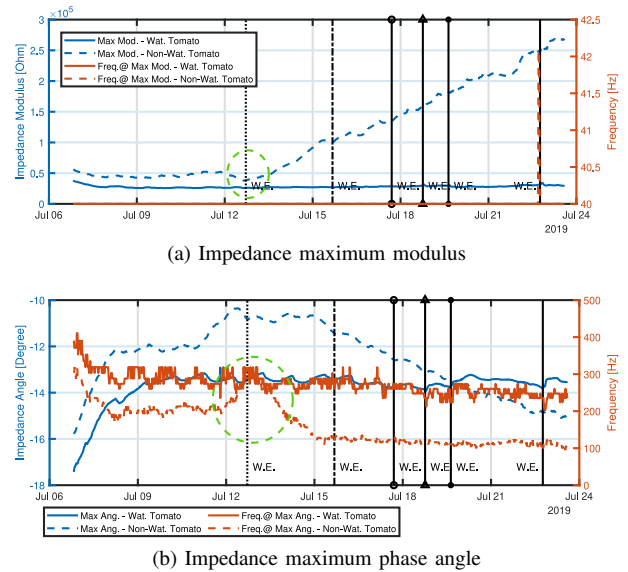 × 10⁵
3
2.5
2
1.5
1
0.5
0
Impedance Modulus [Ohm]
Max Mod. - Wat. Tomato
Max Mod. - Non-Wat. Tomato
Freq.@ Max Mod. - Wat. Tomato
Freq.@ Max Mod. - Non-Wat. Tomato
W.E. W.E. W.E. W.E. W.E. W.E.
42.5
42
41.5
41
40.5
40
Frequency [Hz]
Jul 06 Jul 09 Jul 12 Jul 15 Jul 18 Jul 21 Jul 24
2019
(a) Impedance maximum modulus
-10
-12
-14
-16
-18
Impedance Angle [Degree]
W.E. W.E. W.E. W.E. W.E. W.E.
500
400
300
200
100
0
Frequency [Hz]
Jul 06 Jul 09 Jul 12 Jul 15 Jul 18 Jul 21 Jul 24
2019
Max Ang. - Wat. Tomato
Max Ang. - Non-Wat. Tomato
Freq.@ Max Ang. - Wat. Tomato
Freq.@ Max Ang. - Non-Wat. Tomato
(b) Impedance maximum phase angle